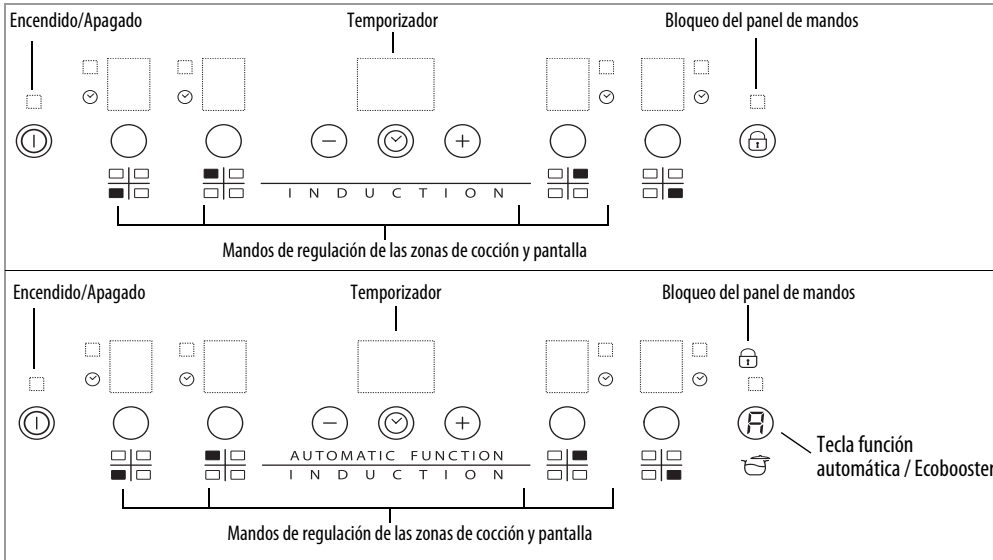 Encendido/Apagado Temporizador Bloqueo del panel de mandos
INDUCTION
Mandos de regulación de las zonas de cocción y pantalla
Encendido/Apagado Temporizador Bloqueo del panel de mandos
A
AUTOMATIC FUNCTION
INDUCTION
Tecla función
automática / Ecobooster
Mandos de regulación de las zonas de cocción y pantalla